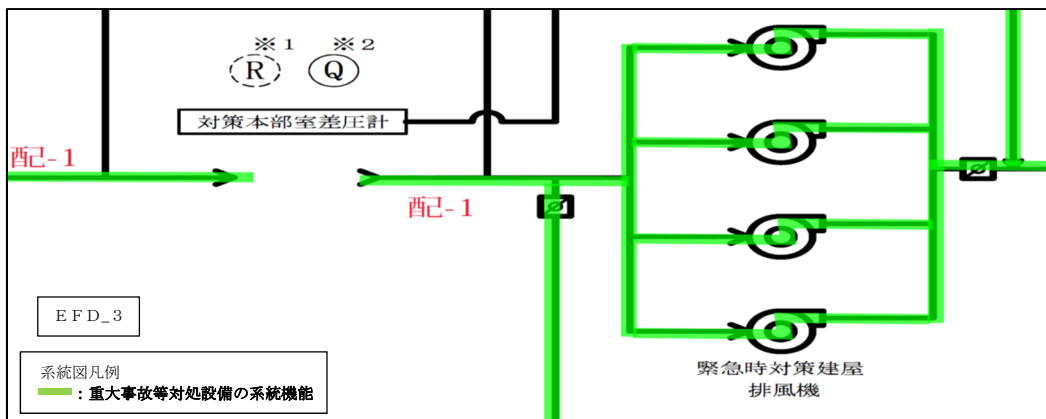 ※1 ※2
R Q
対策本部室差圧計
配-1
配-1
EFD_3
系統図凡例
:重大事故等対処設備の系統機能
緊急時対策建屋
排風機